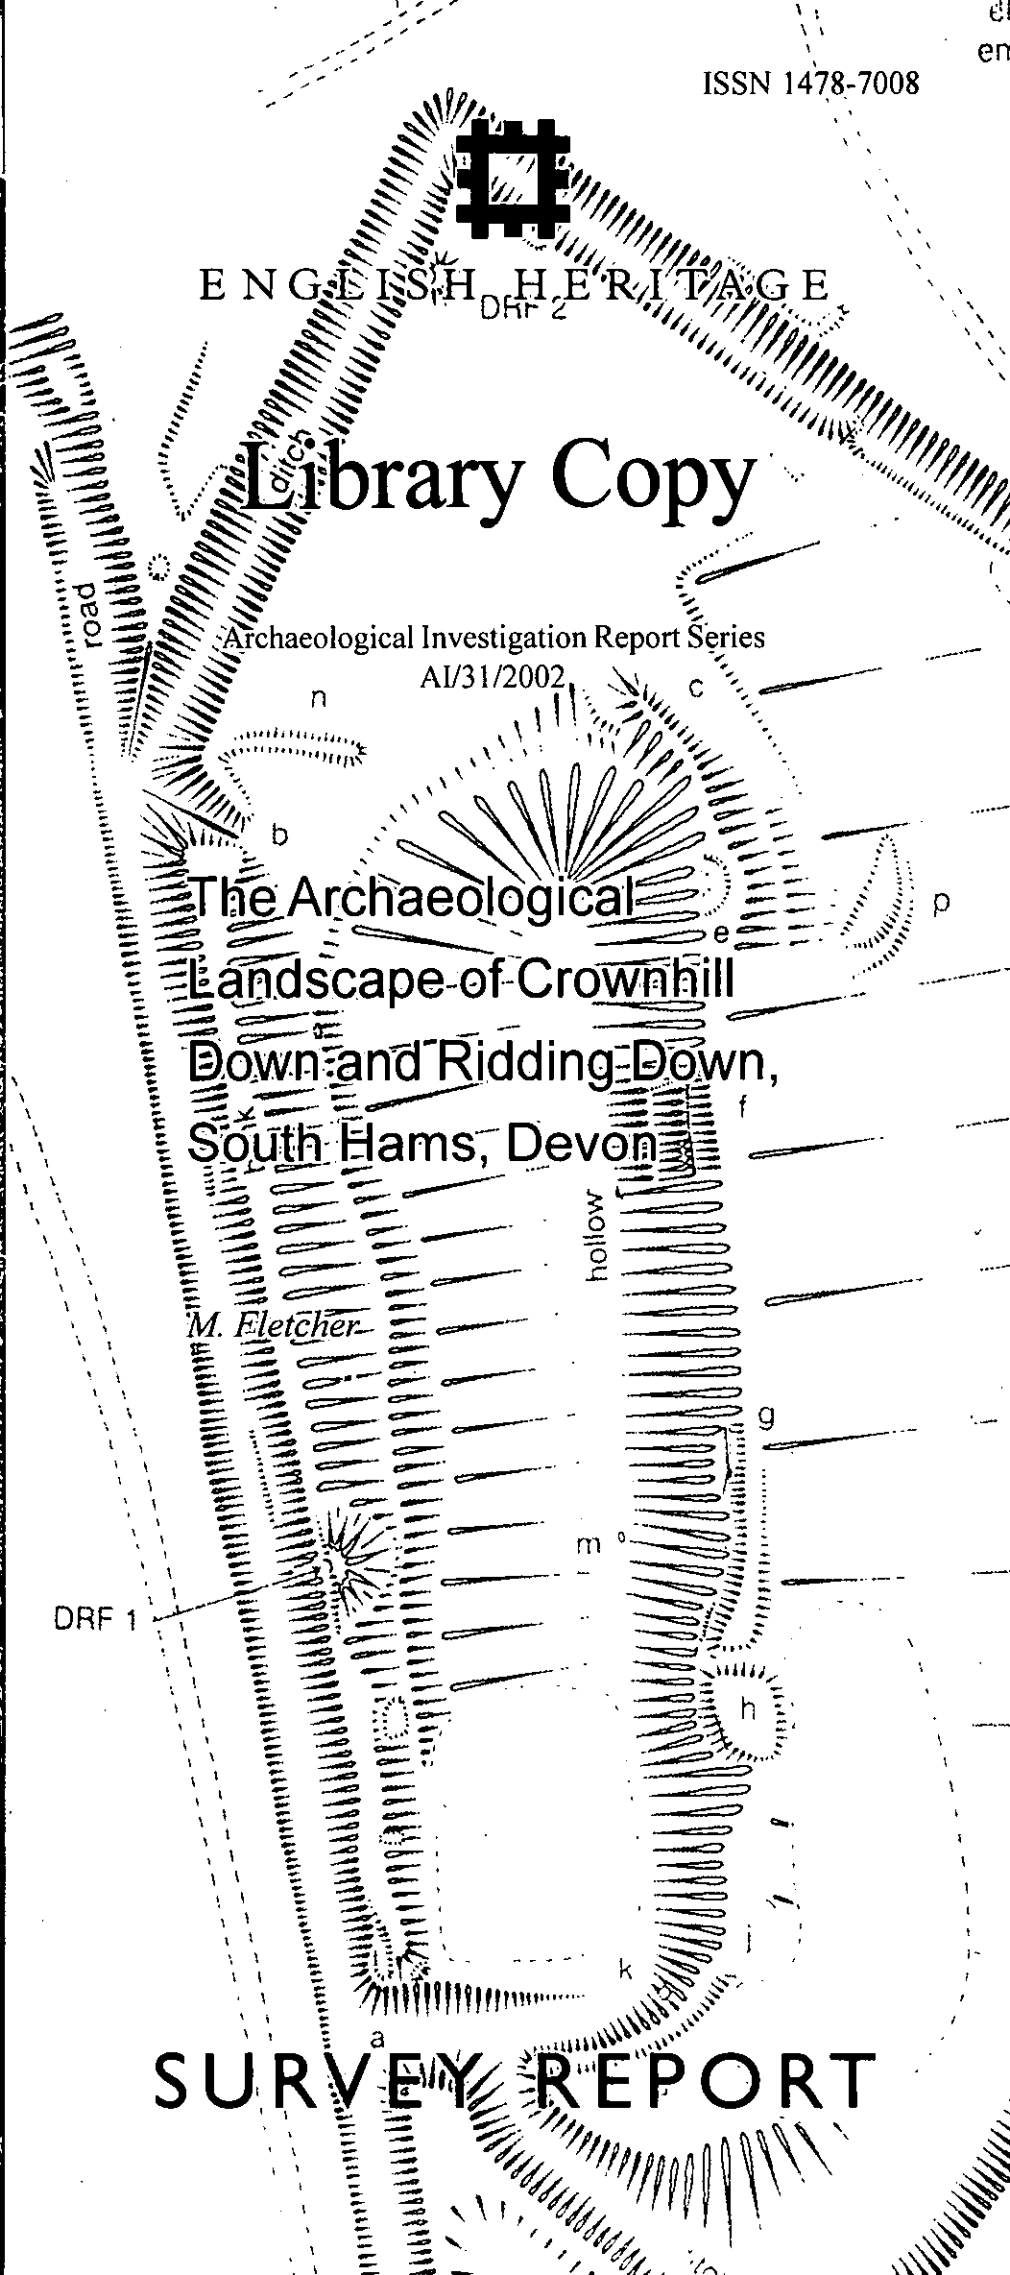 ISSN 1478-7008
ENGLISH HERITAGE
DRF 2
Library Copy
ditch
road
Archaeological Investigation Report Series
AI/31/2002
n
c
b
The Archaeological
e
p
Landscape of Crownhill
Down and Ridding Down,
f
South Hams, Devon
hollow
M. Fletcher
g
m
DRF 1
h
j
k
a
SURVEY REPORT